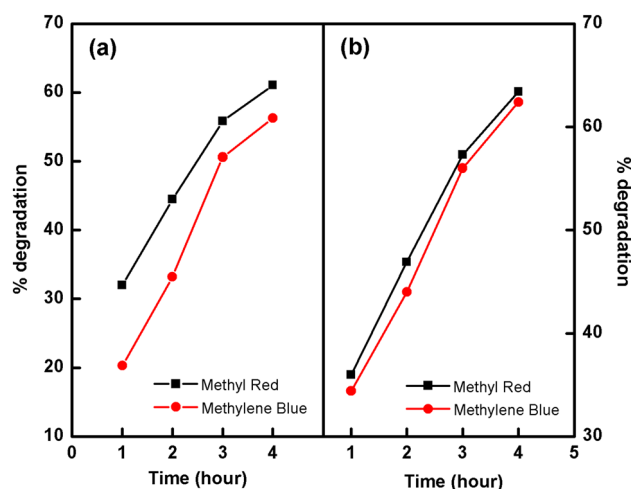 70
60
50
40
30
20
10
% degradation
(a)
Methyl Red
Methylene Blue
0 1 2 3 4
Time (hour)
(b)
Methyl Red
Methylene Blue
1 2 3 4 5
Time (hour)
70
60
50
40
30
% degradation